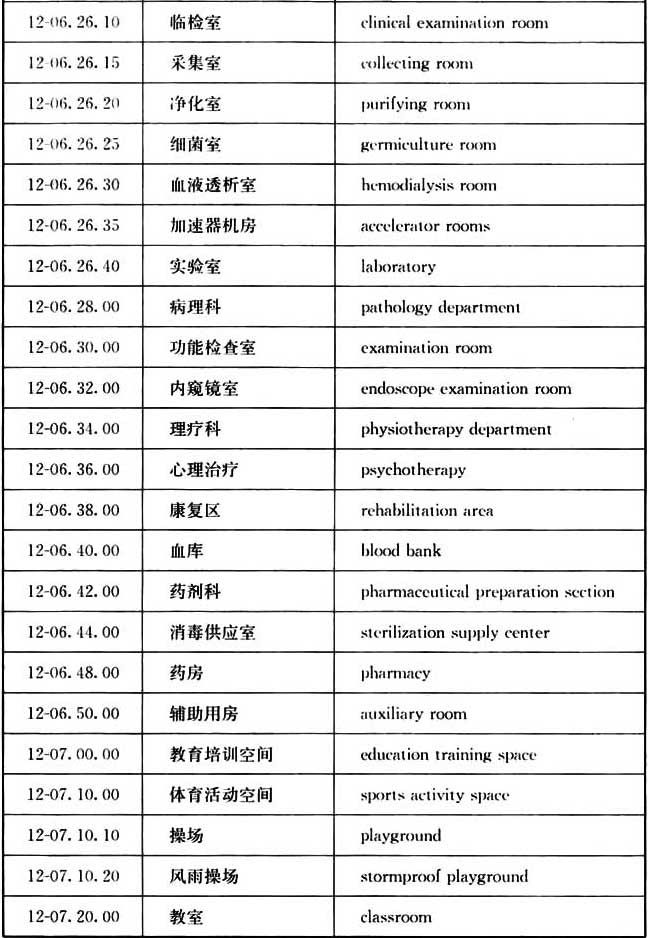 12-06.26.10 临检室 clinical examination room
12-06.26.15 采集室 collecting room
12-06.26.20 净化室 purifying room
12-06.26.25 细菌室 germiculture room
12-06.26.30 血液透析室 hemodialysis room
12-06.26.35 加速器机房 accelerator rooms
12-06.26.40 实验室 laboratory
12-06.28.00 病理科 pathology department
12-06.30.00 功能检查室 examination room
12-06.32.00 内窥镜室 endoscope examination room
12-06.34.00 理疗科 physiotherapy department
12-06.36.00 心理治疗 psychotherapy
12-06.38.00 康复区 rehabilitation area
12-06.40.00 血库 blood bank
12-06.42.00 药剂科 pharmaceutical preparation section
12-06.44.00 消毒供应室 sterilization supply center
12-06.48.00 药房 pharmacy
12-06.50.00 辅助用房 auxiliary room
12-07.00.00 教育培训空间 education training space
12-07.10.00 体育活动空间 sports activity space
12-07.10.10 操场 playground
12-07.10.20 风雨操场 stormproof playground
12-07.20.00 教室 classroom